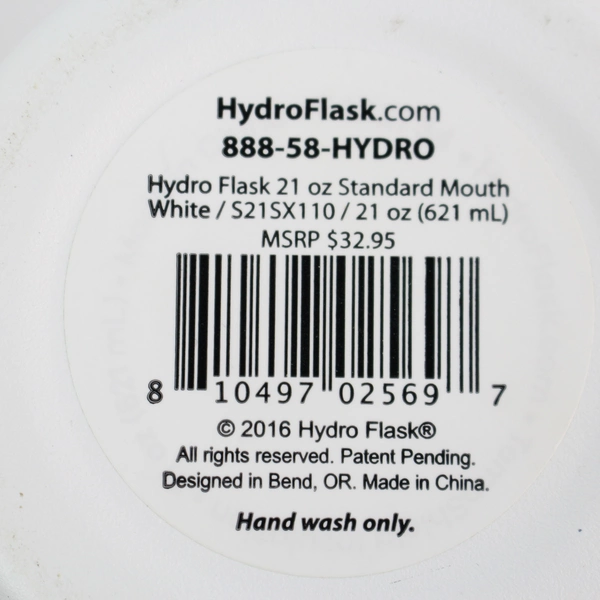 HydroFlask.com
888-58-HYDRO
Hydro Flask 21 oz Standard Mouth
White / S21SX110 / 21 oz (621 mL)
MSRP $32.95
8 10497 02569 7
© 2016 Hydro Flask®
All rights reserved. Patent Pending.
Designed in Bend, OR. Made in China.
Hand wash only.